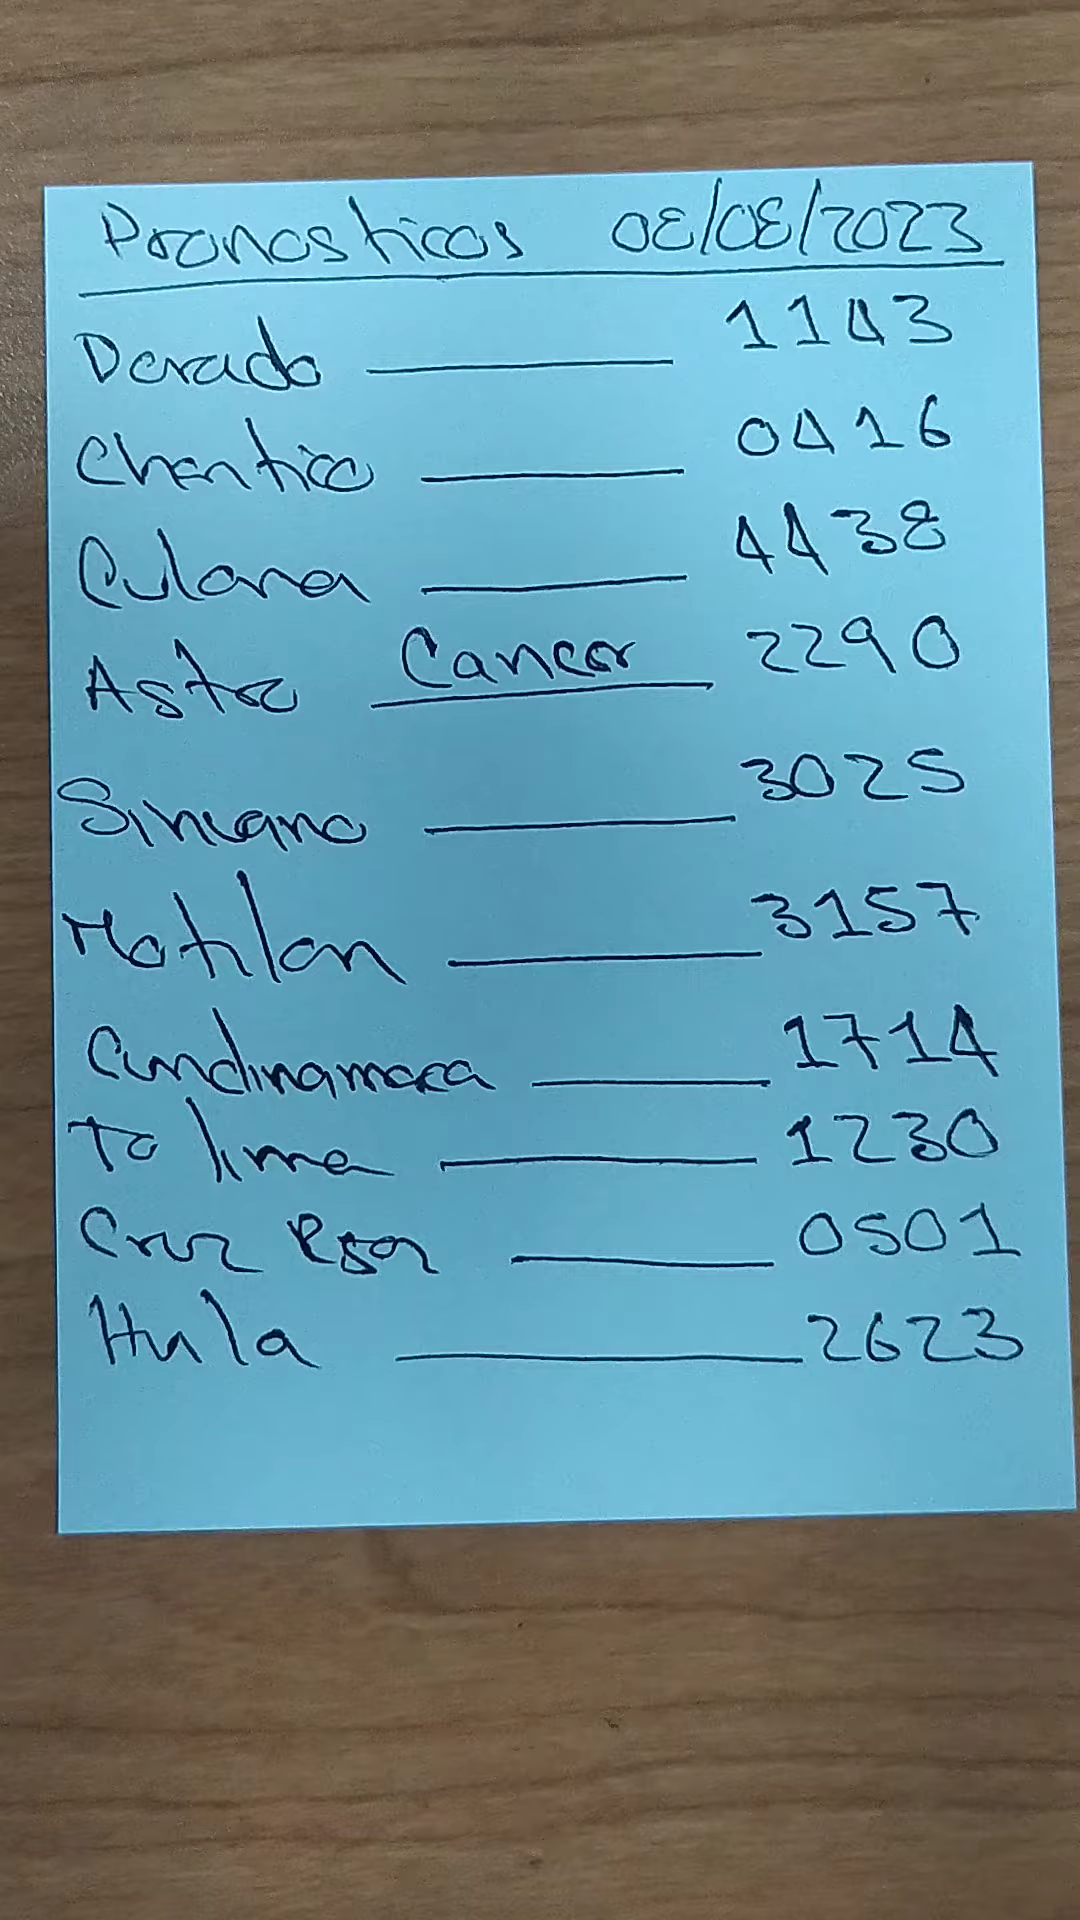 Pronosticos 08/08/2023
Dorado 1143
Chontico 0416
Culona 4438
Astro Cancer 2290
Sinuano 3025
Motilon 3157
Cundinamarca 1714
Tolima 1230
Cruz Roja 0501
Huila 2623